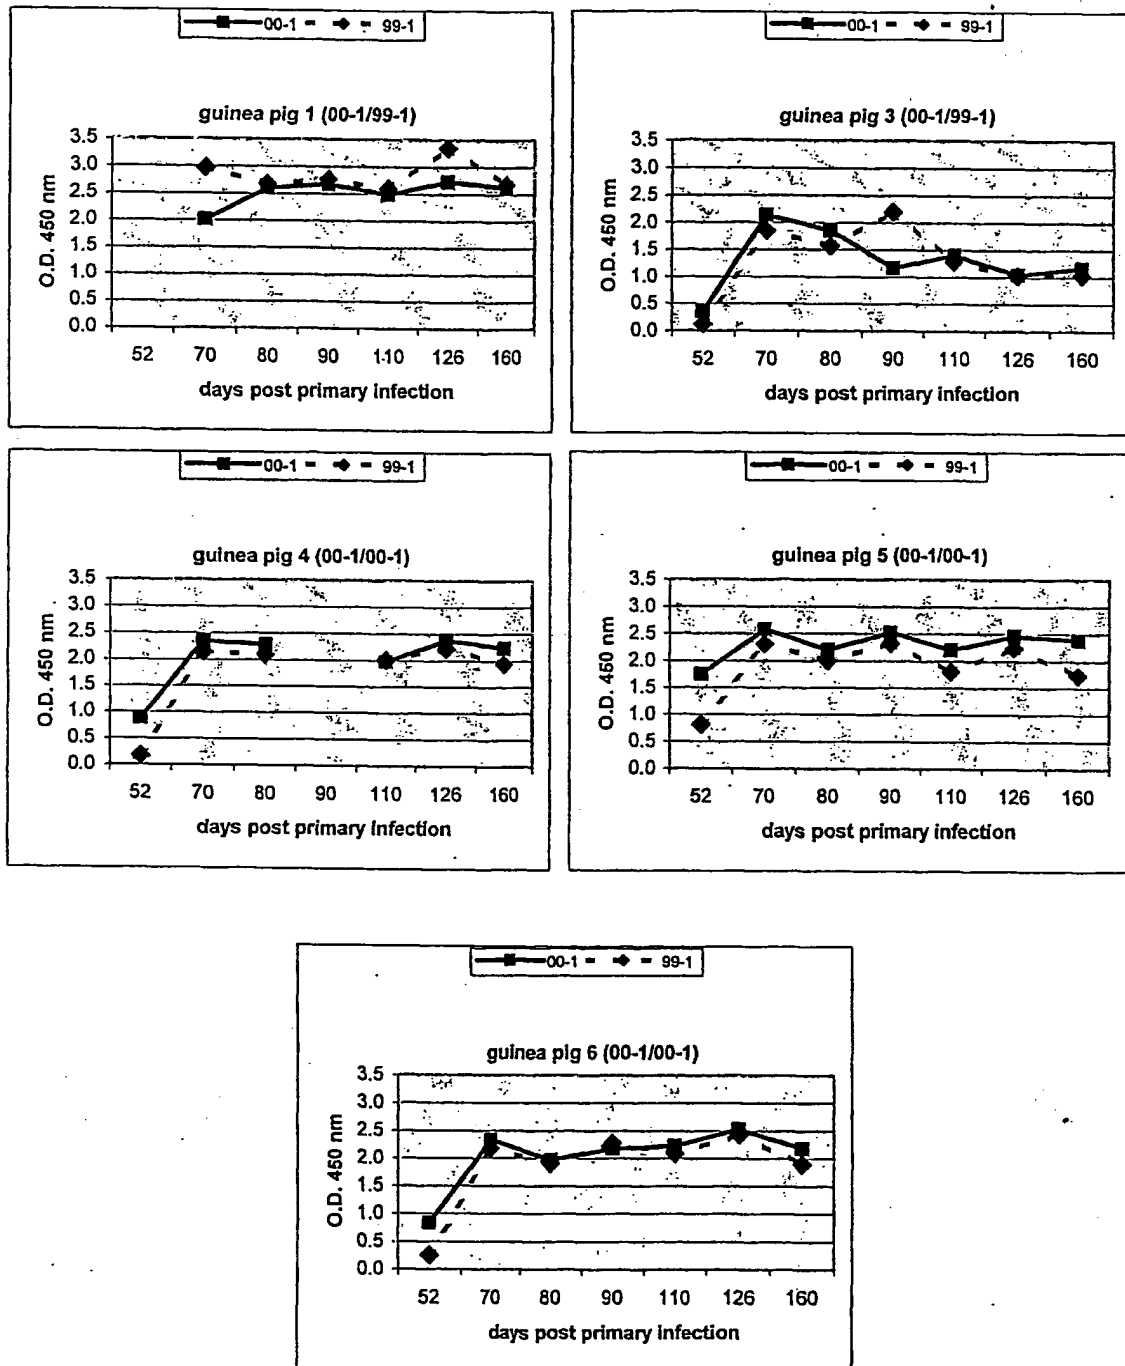 00-1 99-1
guinea pig 1 (00-1/99-1)
O.D. 450 nm
3.5
3.0
2.5
2.0
1.5
1.0
0.5
0.0
52 70 80 90 110 126 160
days post primary infection
00-1 99-1
guinea pig 3 (00-1/99-1)
O.D. 450 nm
3.5
3.0
2.5
2.0
1.5
1.0
0.5
0.0
52 70 80 90 110 126 160
days post primary infection
00-1 99-1
guinea pig 4 (00-1/00-1)
O.D. 450 nm
3.5
3.0
2.5
2.0
1.5
1.0
0.5
0.0
52 70 80 90 110 126 160
days post primary infection
00-1 99-1
guinea pig 5 (00-1/00-1)
O.D. 450 nm
3.5
3.0
2.5
2.0
1.5
1.0
0.5
0.0
52 70 80 90 110 126 160
days post primary infection
00-1 99-1
guinea pig 6 (00-1/00-1)
O.D. 450 nm
3.5
3.0
2.5
2.0
1.5
1.0
0.5
0.0
52 70 80 90 110 126 160
days post primary infection